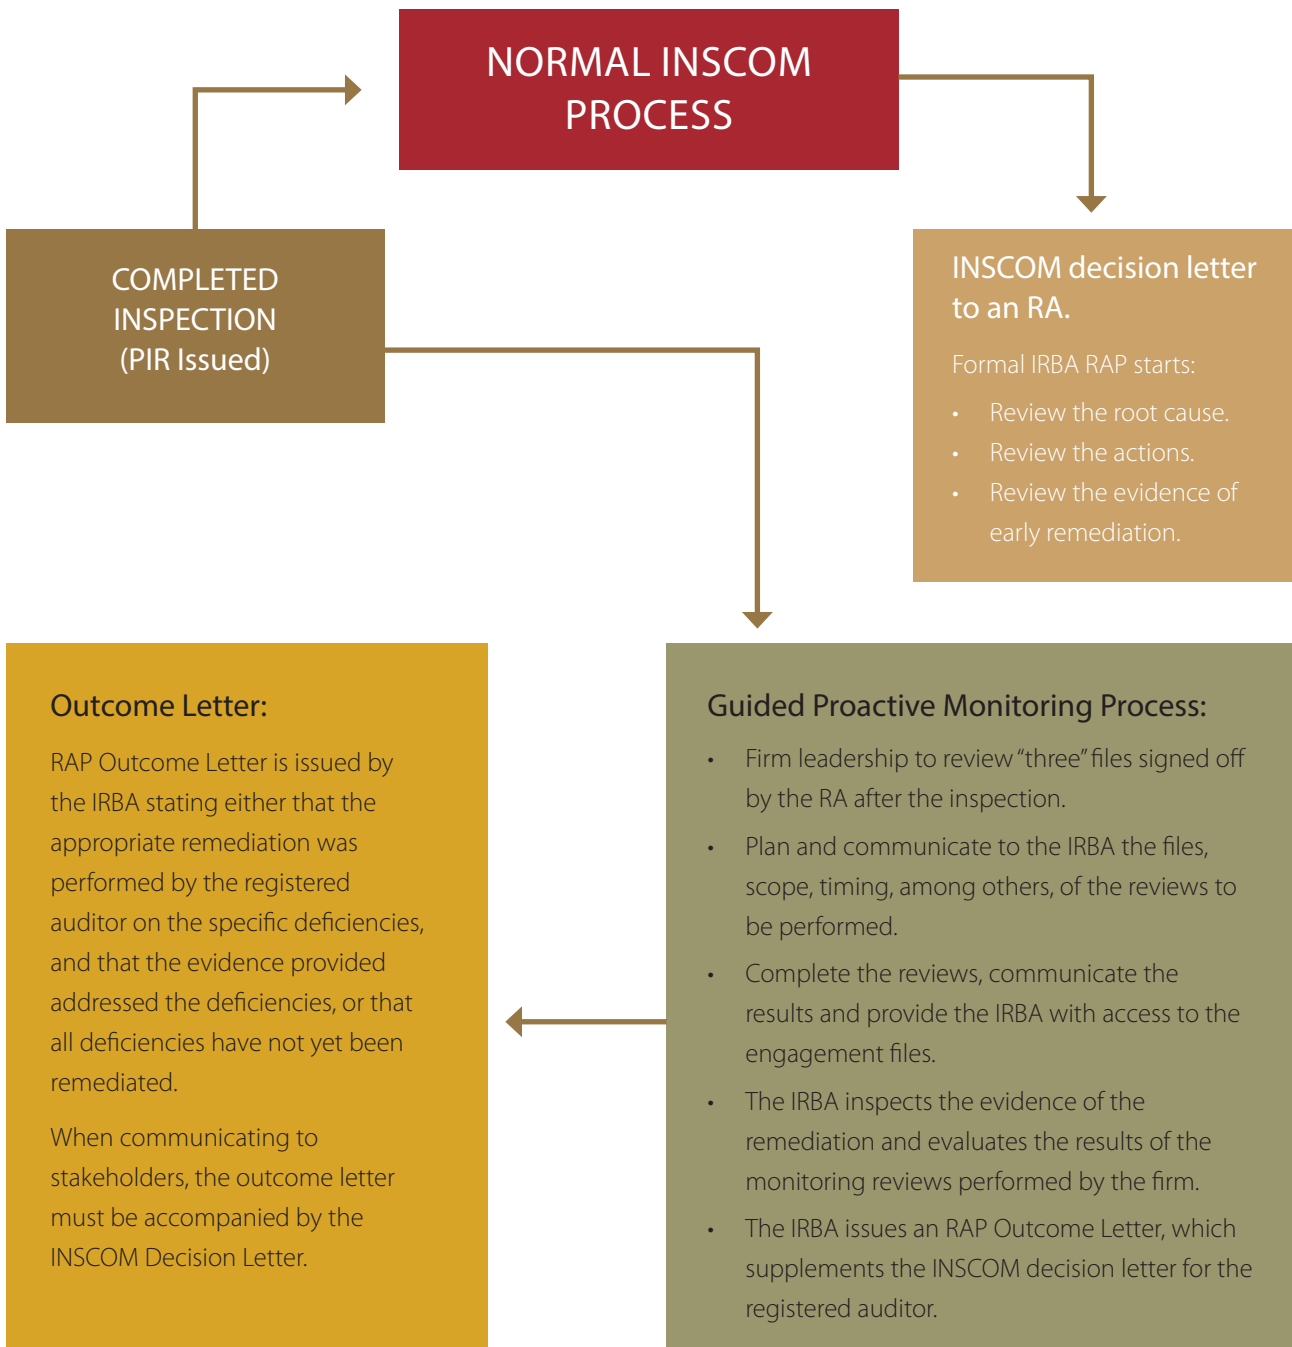 NORMAL INSCOM
PROCESS
COMPLETED
INSPECTION
(PIR Issued)
INSCOM decision letter
to an RA.
Formal IRBA RAP starts:
• Review the root cause.
• Review the actions.
• Review the evidence of
early remediation.
Outcome Letter:
RAP Outcome Letter is issued by
the IRBA stating either that the
appropriate remediation was
performed by the registered
auditor on the specific deficiencies,
and that the evidence provided
addressed the deficiencies, or that
all deficiencies have not yet been
remediated.
When communicating to
stakeholders, the outcome letter
must be accompanied by the
INSCOM Decision Letter.
Guided Proactive Monitoring Process:
• Firm leadership to review “three” files signed off
by the RA after the inspection.
• Plan and communicate to the IRBA the files,
scope, timing, among others, of the reviews to
be performed.
• Complete the reviews, communicate the
results and provide the IRBA with access to the
engagement files.
• The IRBA inspects the evidence of the
remediation and evaluates the results of the
monitoring reviews performed by the firm.
• The IRBA issues an RAP Outcome Letter, which
supplements the INSCOM decision letter for the
registered auditor.